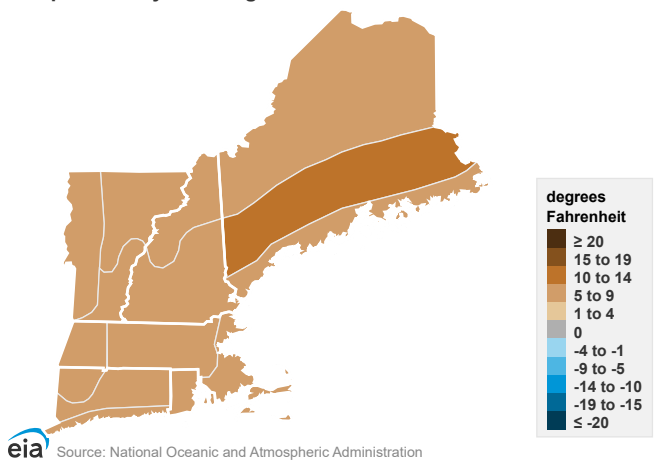 degrees
Fahrenheit
≥ 20
15 to 19
10 to 14
5 to 9
1 to 4
0
-4 to -1
-9 to -5
-14 to -10
-19 to -15
≤ -20
eia
Source: National Oceanic and Atmospheric Administration